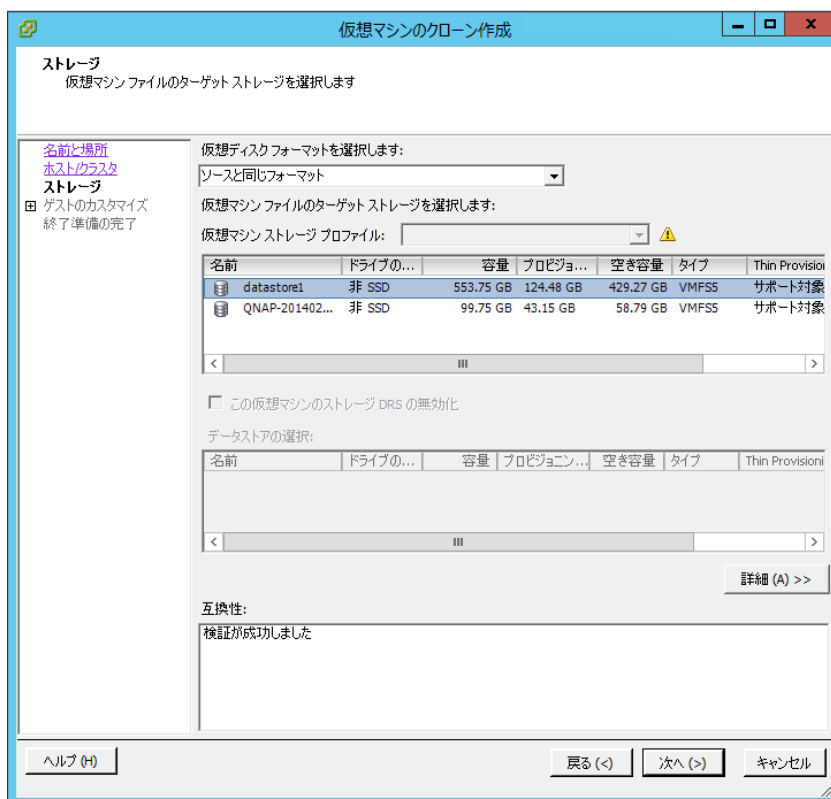 仮想マシンのクローン作成
ストレージ
仮想マシン ファイルのターゲット ストレージを選択します
名前と場所
ホスト/クラスタ
ストレージ
ゲストのカスタマイズ
終了準備の完了
仮想ディスク フォーマットを選択します:
ソースと同じフォーマット
仮想マシン ファイルのターゲット ストレージを選択します:
仮想マシン ストレージ プロファイル:
名前 ドライブの... 容量 プロビジョ... 空き容量 タイプ Thin Provision
datastore1 非 SSD 553.75 GB 124.48 GB 429.27 GB VMFS5 サポート対象
QNAP-201402... 非 SSD 99.75 GB 43.15 GB 58.79 GB VMFS5 サポート対象
この仮想マシンのストレージ DRS の無効化
データストアの選択:
名前 ドライブの... 容量 プロビジョニン... 空き容量 タイプ Thin Provisioni
詳細 (A) >>
互換性:
検証が成功しました
ヘルプ (H) 戻る (<) 次へ (>) キャンセル